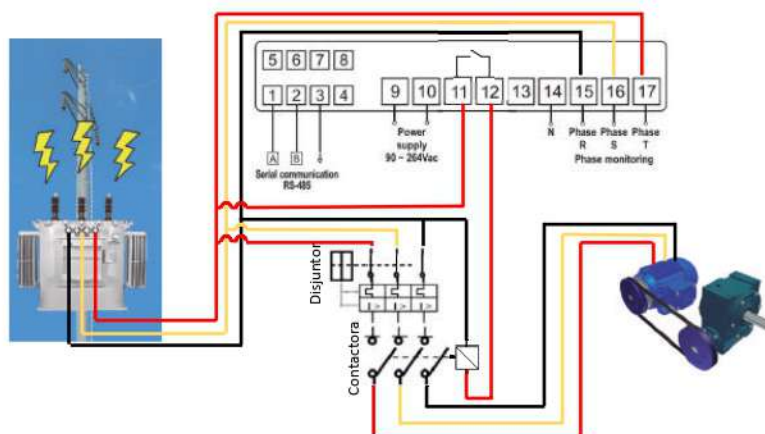 5 6 7 8
1 2 3 4
9 10 11 12 13 14 15 16 17
A B
Serial communication
RS-485
Power
supply
90 ~ 264Vac
N
Phase
R
Phase
S
Phase
T
Phase monitoring
Disjuntor
I> I> I>
Contactora